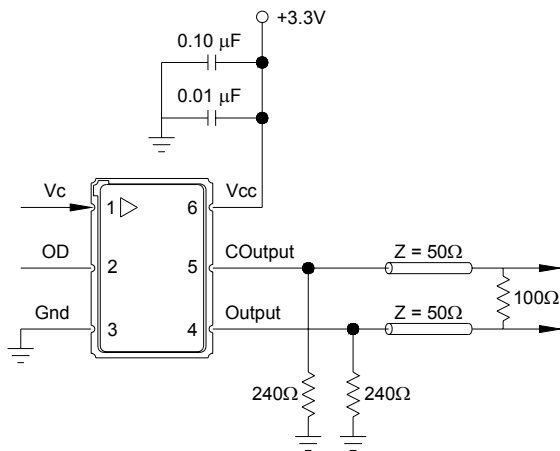 +3.3V
0.10 μF
0.01 μF
Vc
Vcc
1
6
OD
COutput
Z = 50Ω
2
5
100Ω
Gnd
Output
Z = 50Ω
3
4
240Ω
240Ω